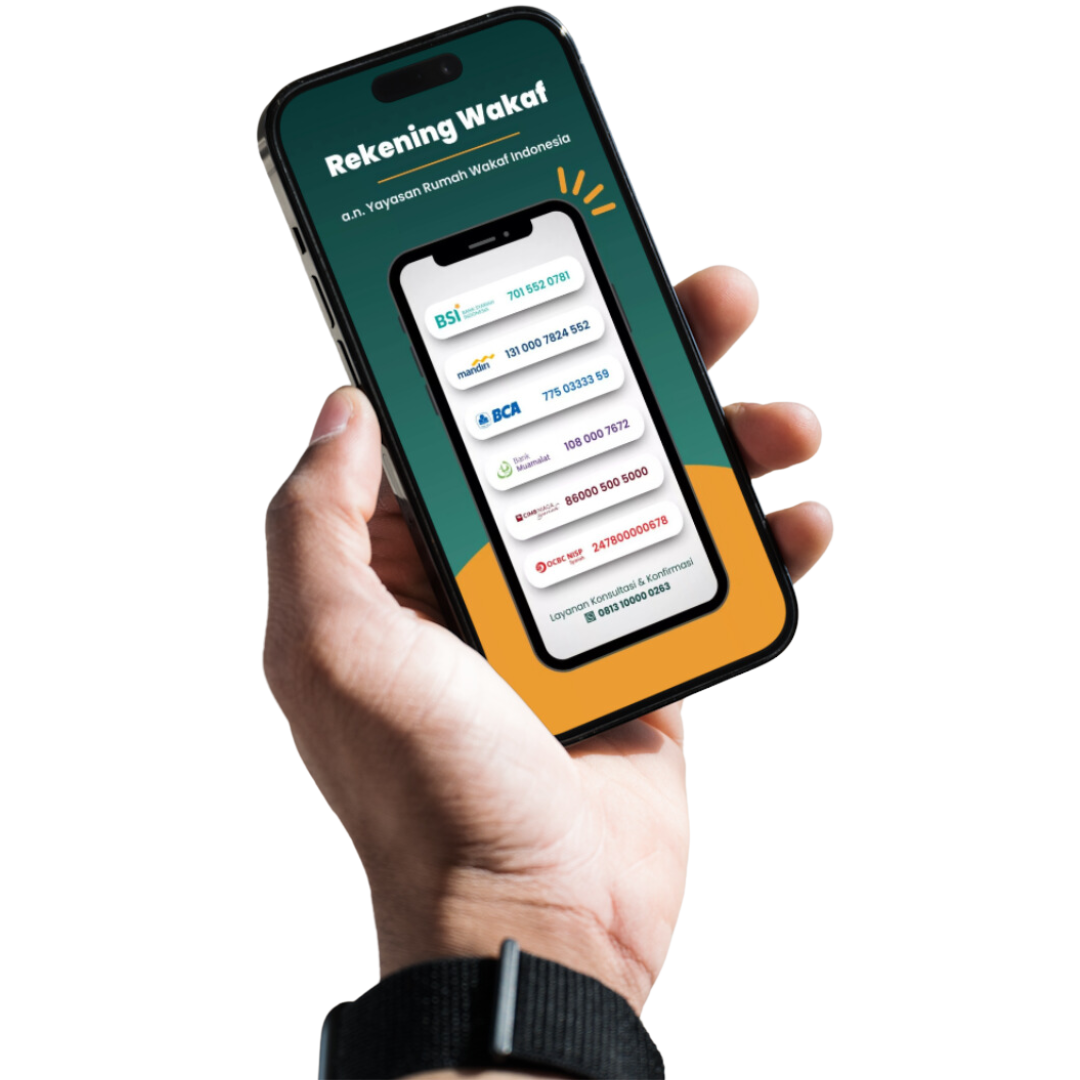 Rekening Wakaf
a.n. Yayasan Rumah Wakaf Indonesia
BSI BANK SYARIAH INDONESIA 701 552 0781
mandiri 131 000 7824 552
BCA 775 03333 59
Bank Muamalat 108 000 7672
CIMB NIAGA 86000 500 5000
OCBC NISP Syariah 247800000678
Layanan Konsultasi & Konfirmasi
0813 10000 0263